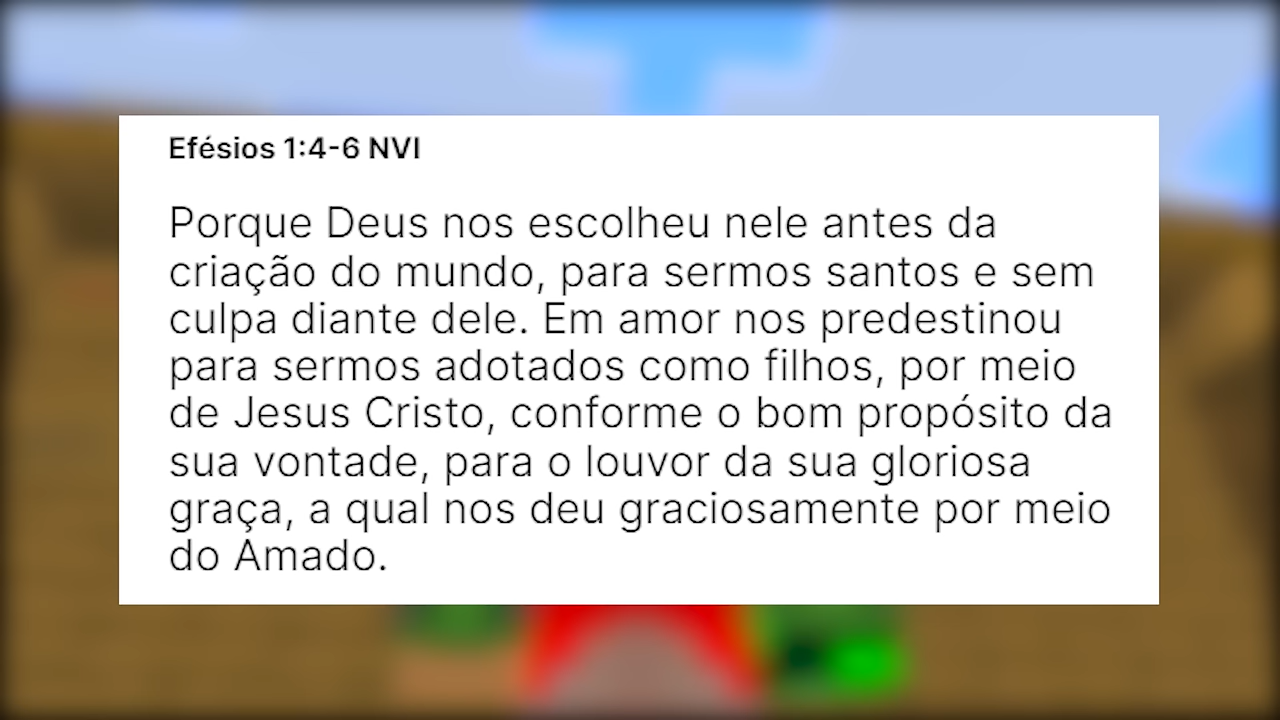 Efésios 1:4-6 NVI
Porque Deus nos escolheu nele antes da
criação do mundo, para sermos santos e sem
culpa diante dele. Em amor nos predestinou
para sermos adotados como filhos, por meio
de Jesus Cristo, conforme o bom propósito da
sua vontade, para o louvor da sua gloriosa
graça, a qual nos deu graciosamente por meio
do Amado.